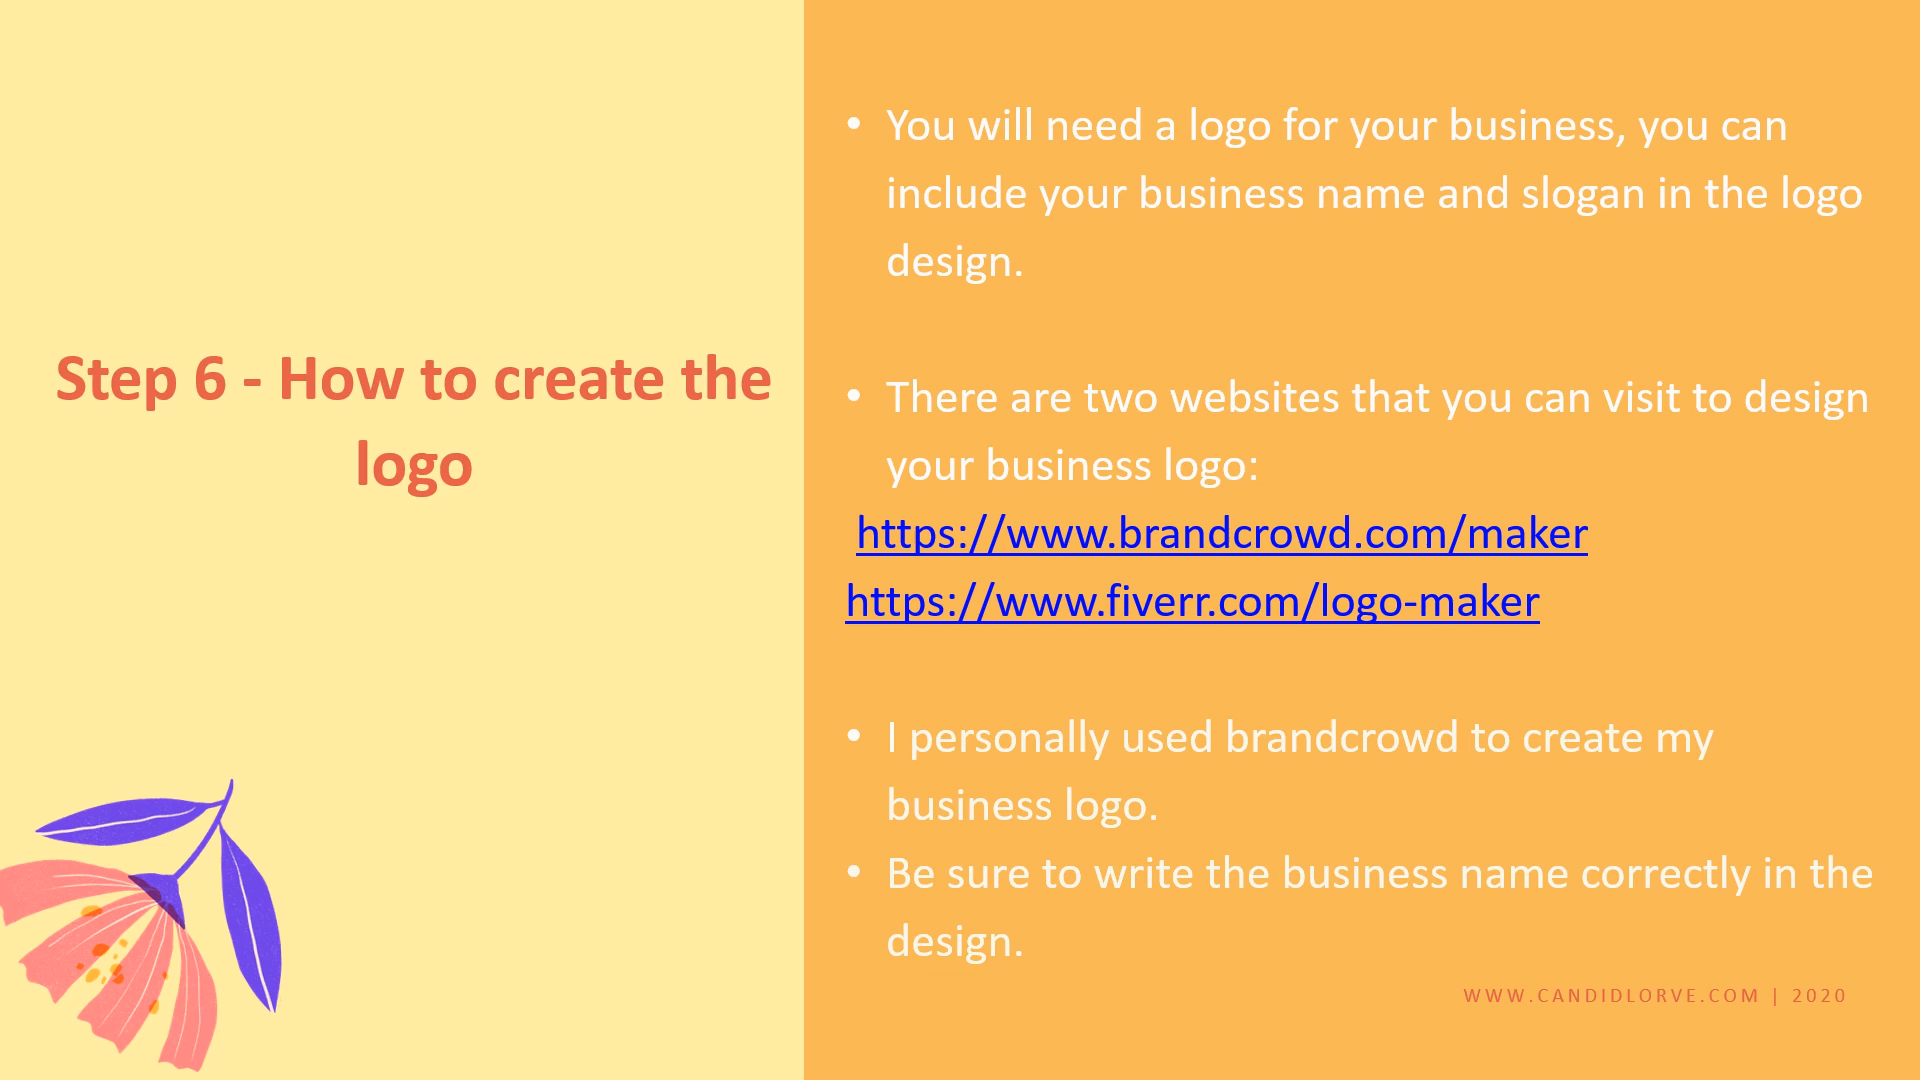 Step 6 - How to create the
logo
• You will need a logo for your business, you can
include your business name and slogan in the logo
design.
• There are two websites that you can visit to design
your business logo:
https://www.brandcrowd.com/maker
https://www.fiverr.com/logo-maker
• I personally used brandcrowd to create my
business logo.
• Be sure to write the business name correctly in the
design.
WWW.CANDIDLORVE.COM | 2020